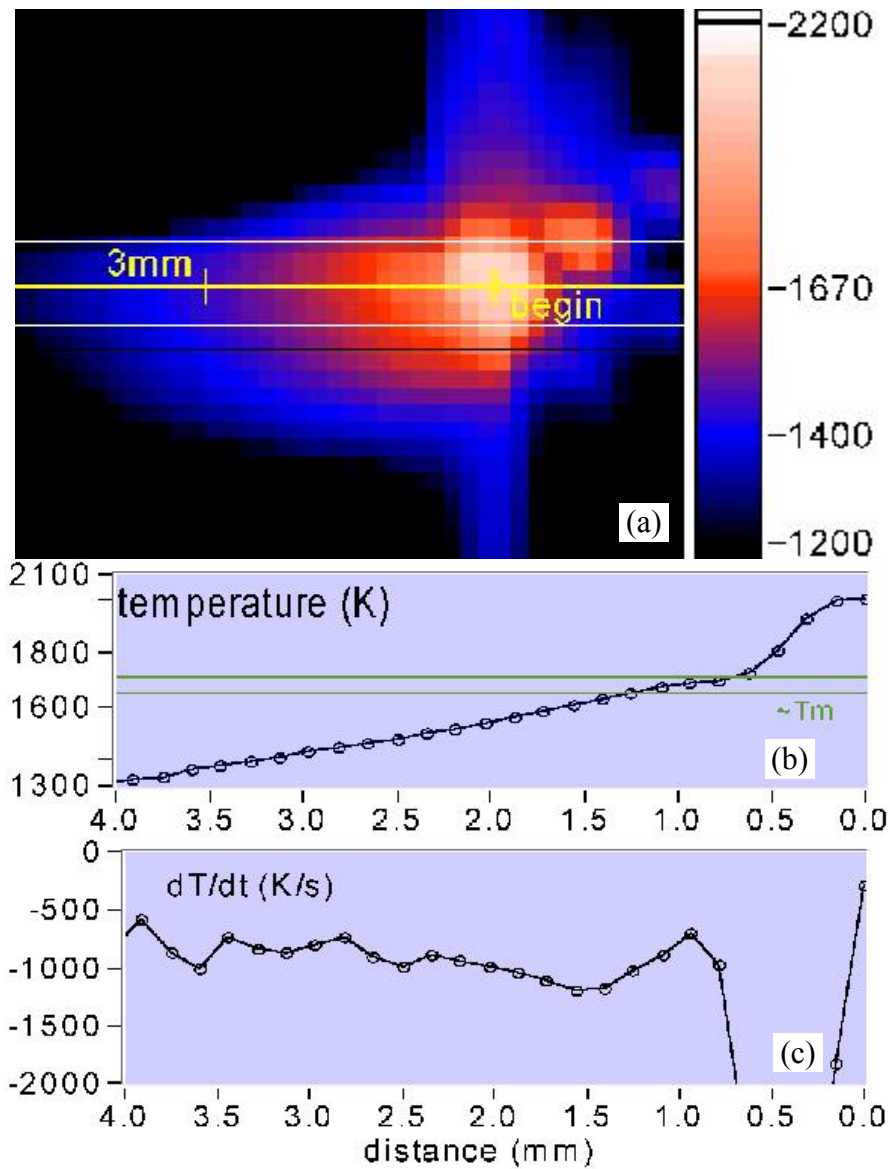 -2200
3mm
begin
-1670
-1400
(a)
-1200
2100
temperature (K)
1800
1600
~Tm
(b)
1300
4.0 3.5 3.0 2.5 2.0 1.5 1.0 0.5 0.0
0
dT/dt (K/s)
-500
-1000
-1500
(c)
-2000
4.0 3.5 3.0 2.5 2.0 1.5 1.0 0.5 0.0
distance (mm)